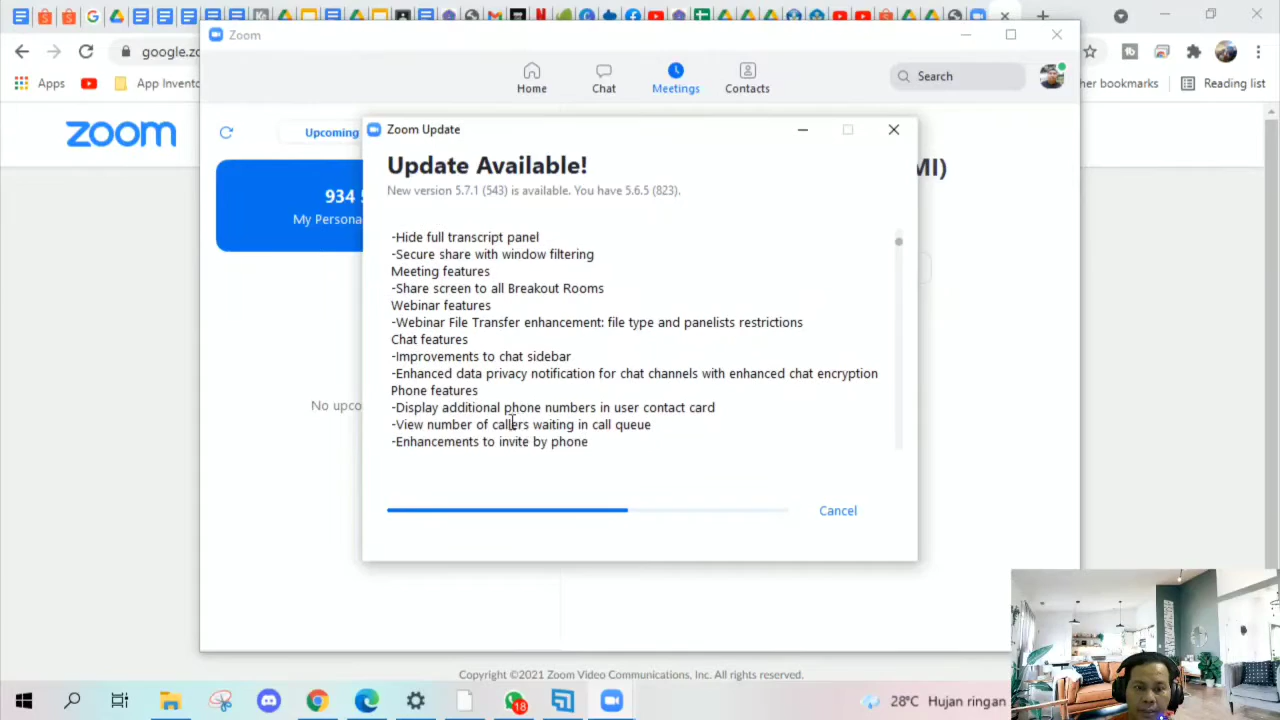 google.zo
Apps
App Invento
her bookmarks
Reading list
zoom
Zoom
Home
Chat
Meetings
Contacts
Search
Upcoming
934
My Persona
MI)
No upco
Zoom Update
Update Available!
New version 5.7.1 (543) is available. You have 5.6.5 (823).
-Hide full transcript panel
-Secure share with window filtering
Meeting features
-Share screen to all Breakout Rooms
Webinar features
-Webinar File Transfer enhancement: file type and panelists restrictions
Chat features
-Improvements to chat sidebar
-Enhanced data privacy notification for chat channels with enhanced chat encryption
Phone features
-Display additional phone numbers in user contact card
-View number of callers waiting in call queue
-Enhancements to invite by phone
Cancel
Copyright ©2021 Zoom Video Communications, Inc. All rights reserved.
18
28°C Hujan ringan